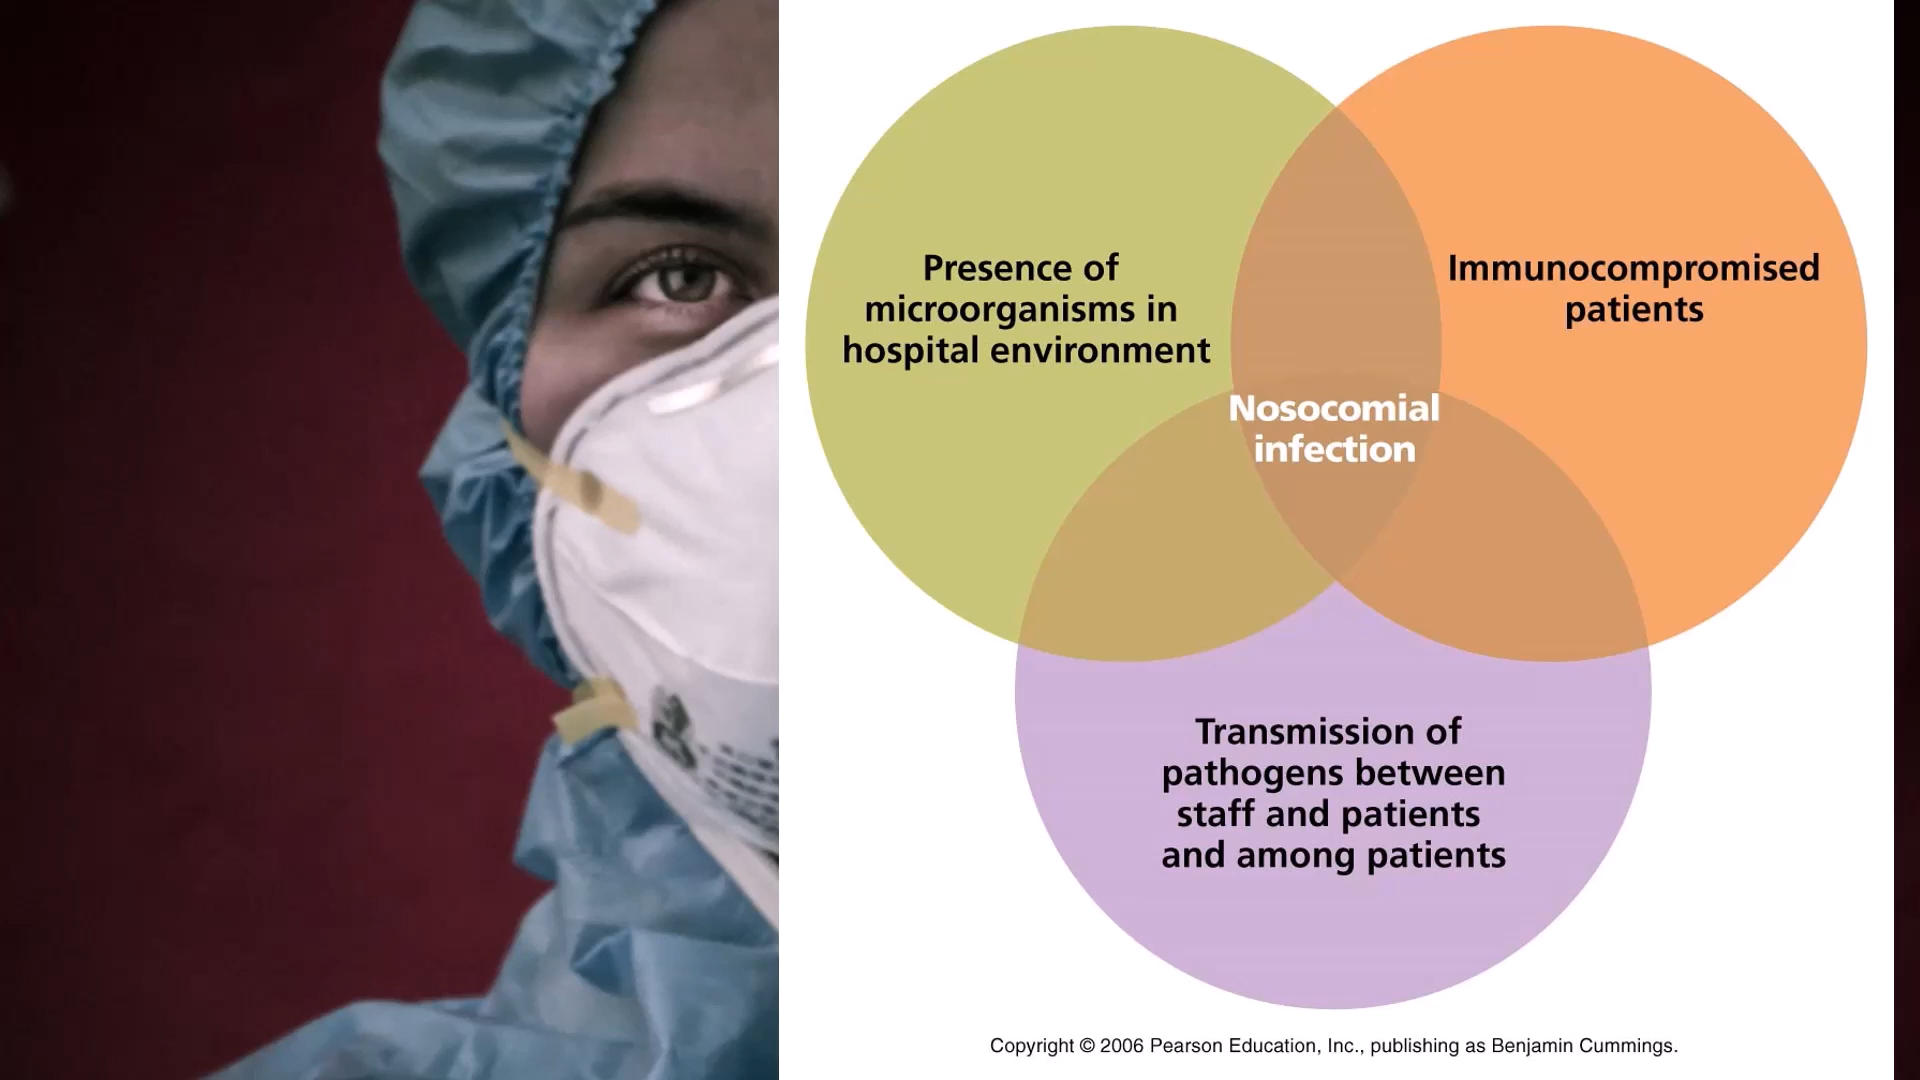 Presence of
microorganisms in
hospital environment
Immunocompromised
patients
Nosocomial
infection
Transmission of
pathogens between
staff and patients
and among patients
Copyright © 2006 Pearson Education, Inc., publishing as Benjamin Cummings.